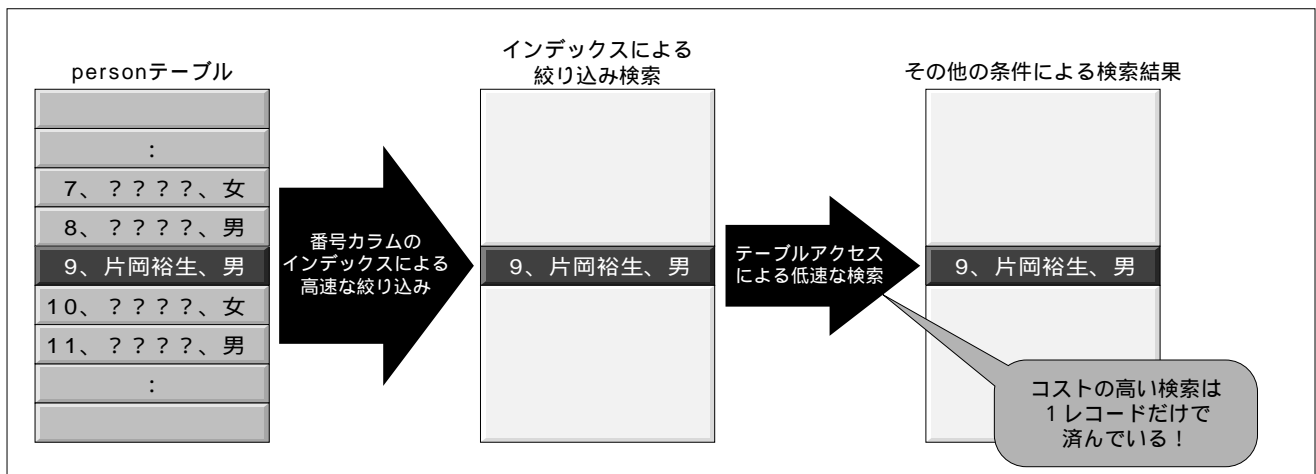 personテーブル
:
7、????、女
8、????、男
9、片岡裕生、男
10、????、女
11、????、男
:
番号カラムの
インデックスによる
高速な絞り込み
インデックスによる
絞り込み検索
9、片岡裕生、男
テーブルアクセス
による低速な検索
その他の条件による検索結果
9、片岡裕生、男
コストの高い検索は
1レコードだけで
済んでいる!